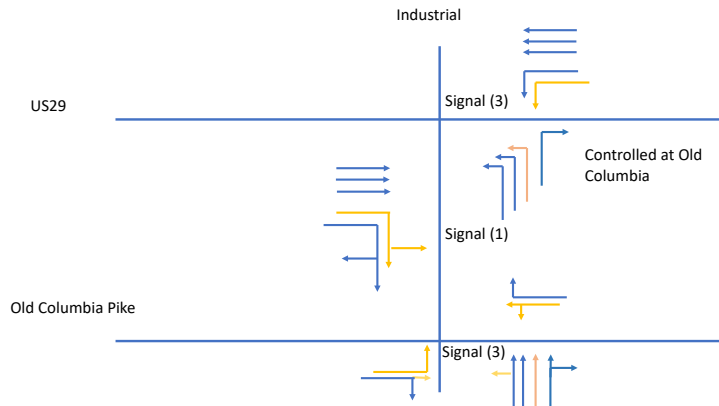 Industrial
US29
Signal (3)
Controlled at Old
Columbia
Signal (1)
Old Columbia Pike
Signal (3)